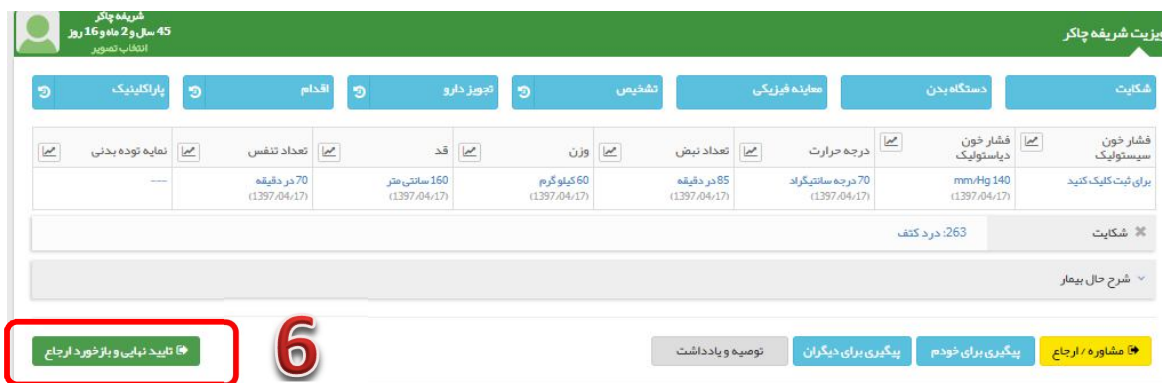 شریفه چاکر
45 سال و 2 ماه و 16 روز
انتخاب تصویر
ویزیت شریفه چاکر
شکایت
دستگاه بدن
معاینه فیزیکی
تشخیص
تجویز دارو
اقدام
پاراکلینیک
فشار خون سیستولیک
فشار خون دیاستولیک
درجه حرارت
تعداد نبض
وزن
قد
تعداد تنفس
نمایه توده بدنی
برای ثبت کلیک کنید
140 mm/Hg
(1397/04/17)
70 درجه سانتیگراد
(1397/04/17)
85 در دقیقه
(1397/04/17)
60 کیلو گرم
(1397/04/17)
160 سانتی متر
(1397/04/17)
70 در دقیقه
(1397/04/17)
----
شکایت
263: درد کتف
شرح حال بیمار
مشاوره / ارجاع
پیگیری برای خودم
پیگیری برای دیگران
توصیه و یادداشت
6
تایید نهایی و بازخورد ارجاع